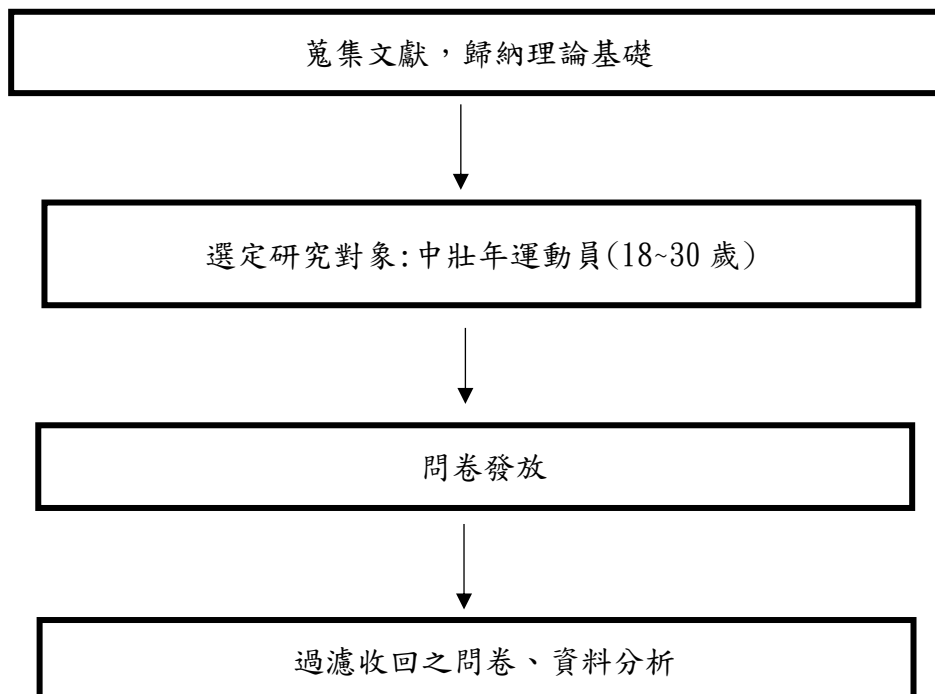 蒐集文獻，歸納理論基礎
選定研究對象:中壯年運動員(18~30 歲)
問卷發放
過濾收回之問卷、資料分析